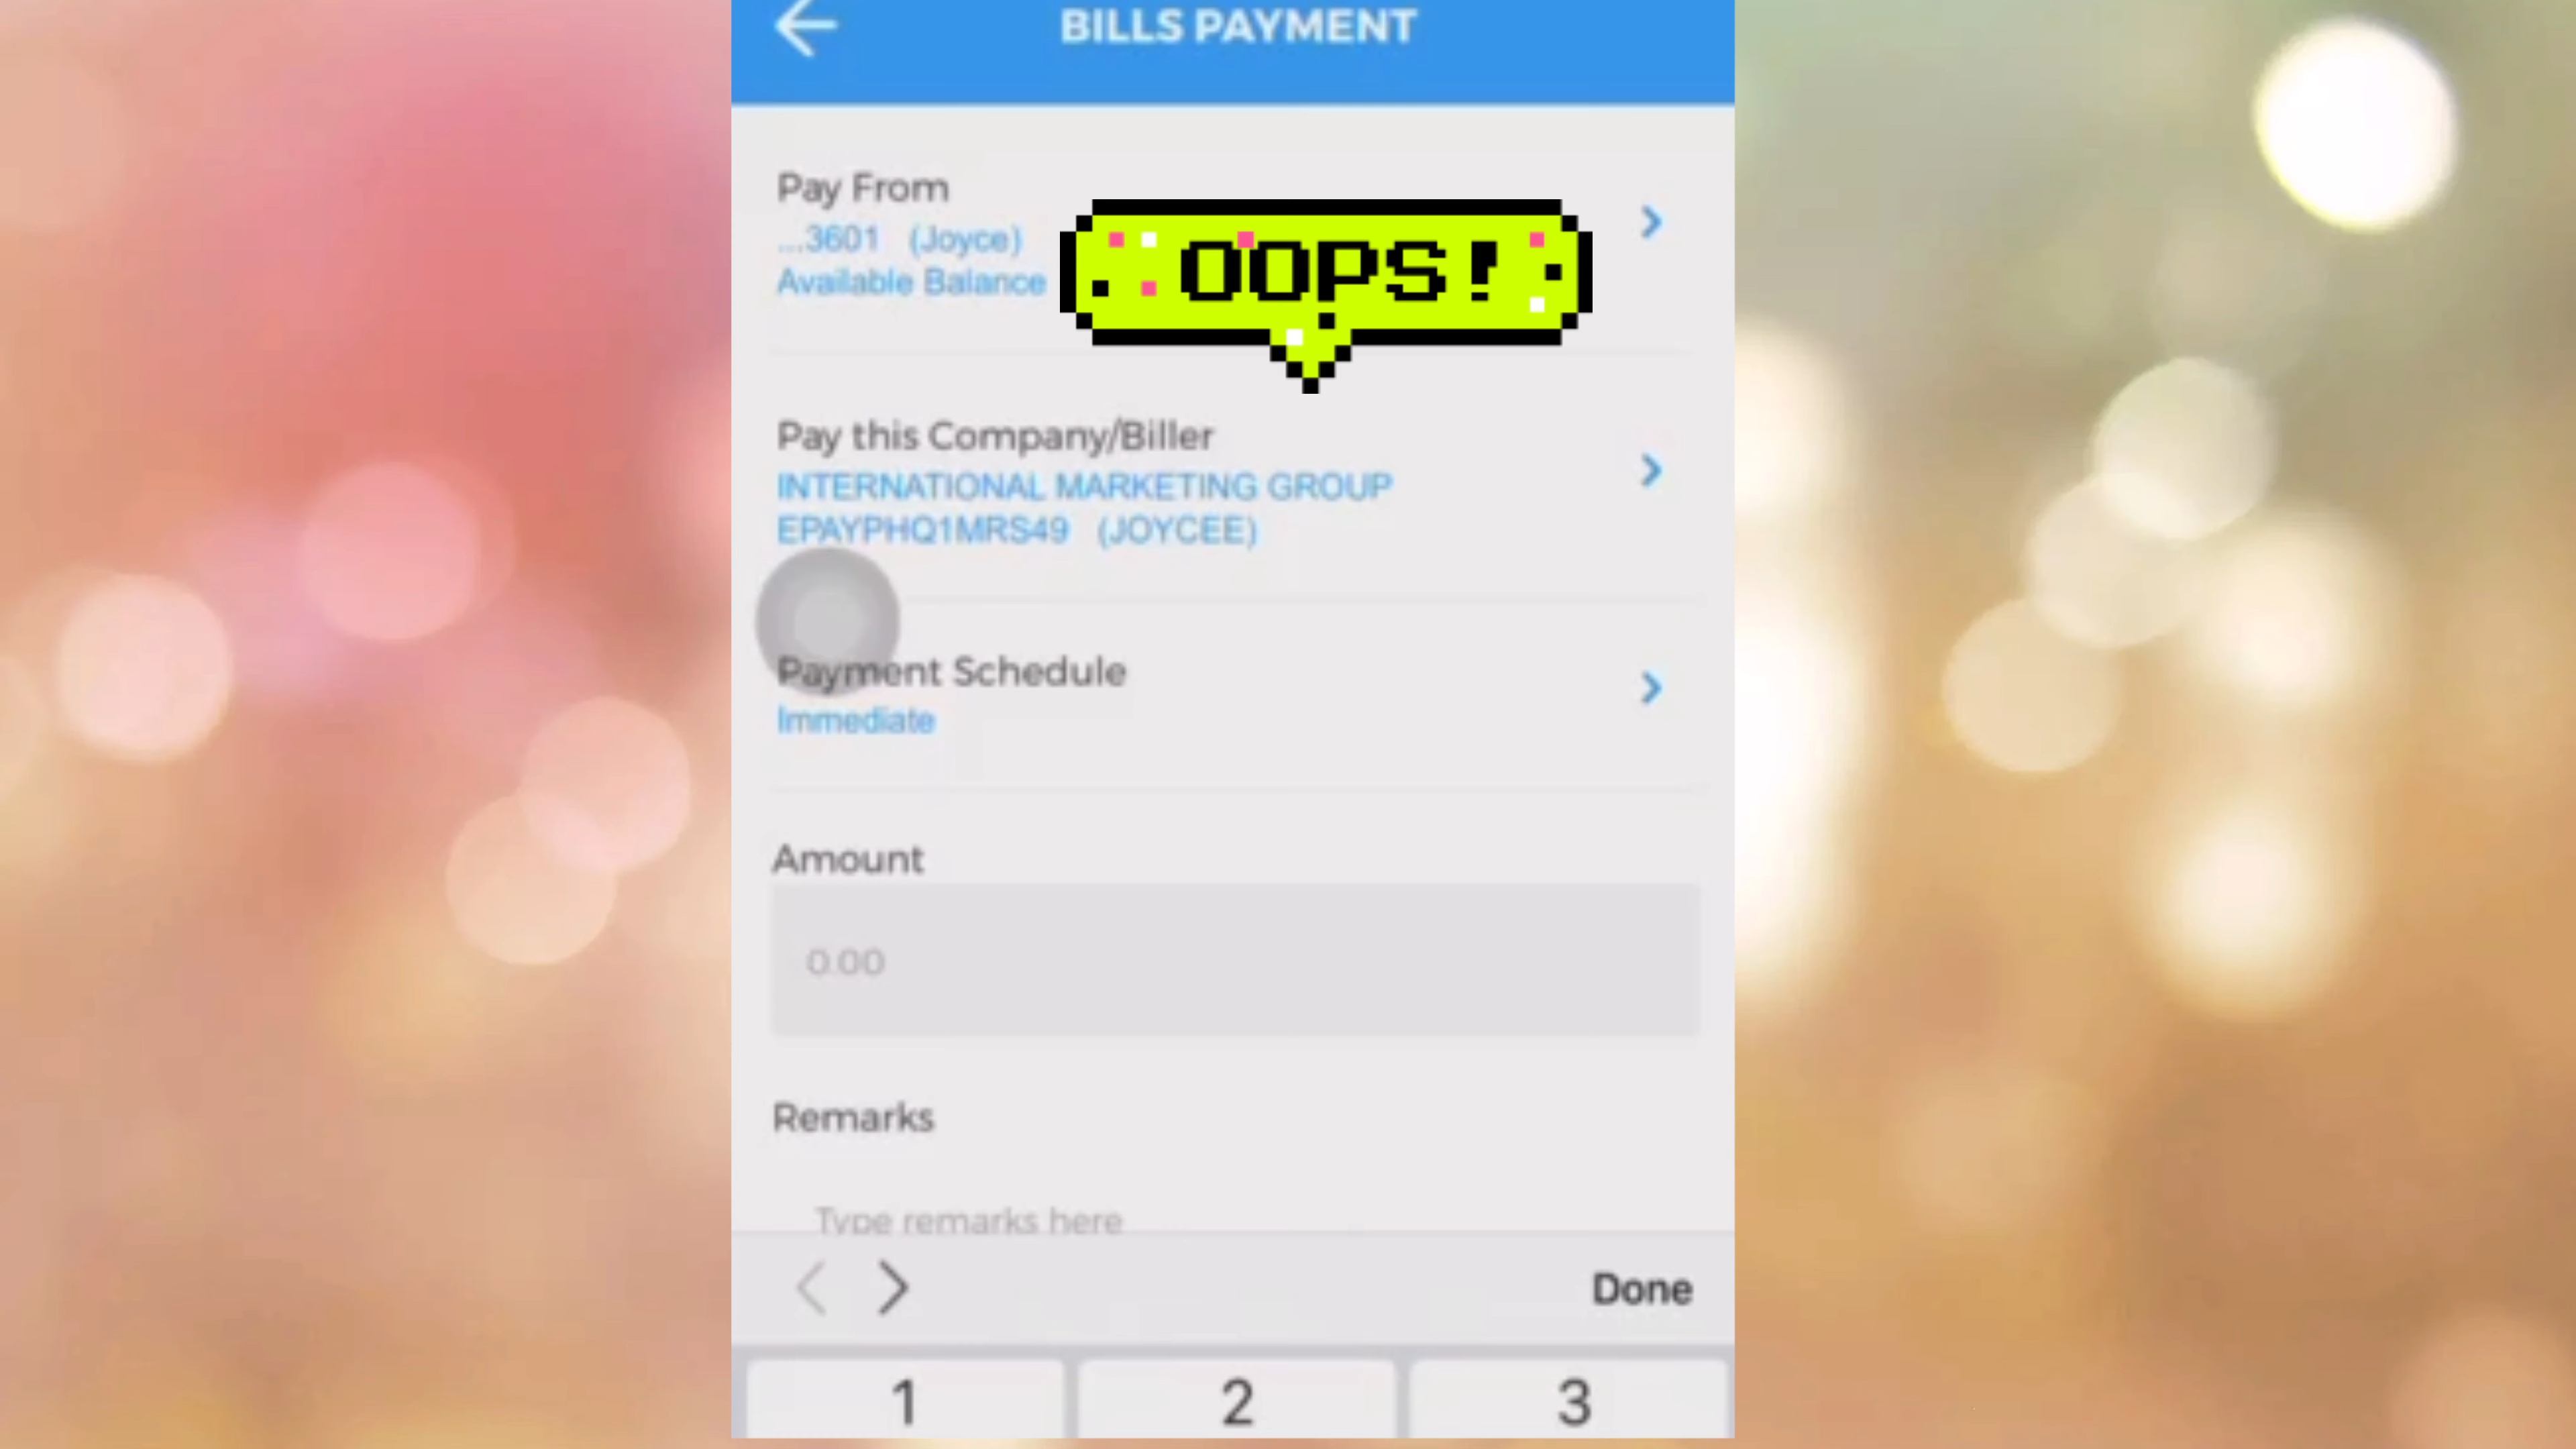 BILLS PAYMENT
Pay From
...3601 (Joyce)
Available Balance
OOPS!
Pay this Company/Biller
INTERNATIONAL MARKETING GROUP
EPAYPHQ1MRS49 (JOYCEE)
Payment Schedule
Immediate
Amount
0.00
Remarks
Type remarks here
Done
1 2 3